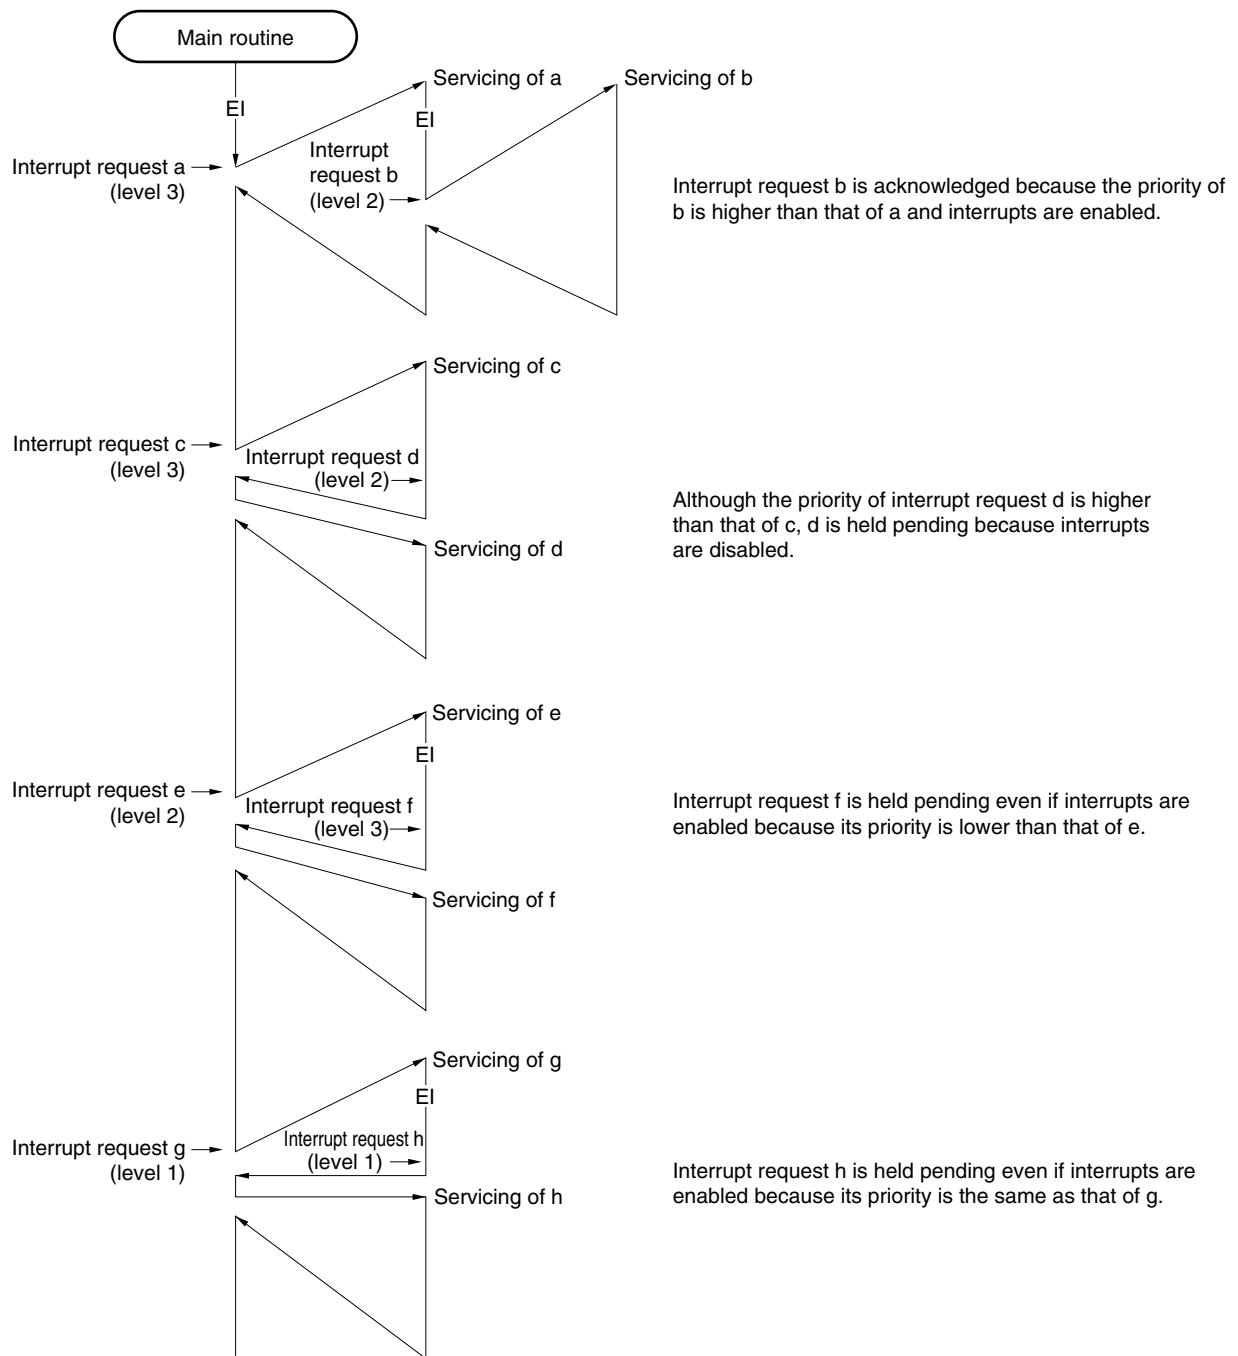 Main routine
EI
Servicing of a
Servicing of b
EI
Interrupt request a
(level 3)
Interrupt
request b
(level 2)
Interrupt request b is acknowledged because the priority of
b is higher than that of a and interrupts are enabled.
Servicing of c
Interrupt request c
(level 3)
Interrupt request d
(level 2)
Although the priority of interrupt request d is higher
than that of c, d is held pending because interrupts
are disabled.
Servicing of d
Servicing of e
EI
Interrupt request e
(level 2)
Interrupt request f
(level 3)
Interrupt request f is held pending even if interrupts are
enabled because its priority is lower than that of e.
Servicing of f
Servicing of g
EI
Interrupt request g
(level 1)
Interrupt request h
(level 1)
Interrupt request h is held pending even if interrupts are
enabled because its priority is the same as that of g.
Servicing of h